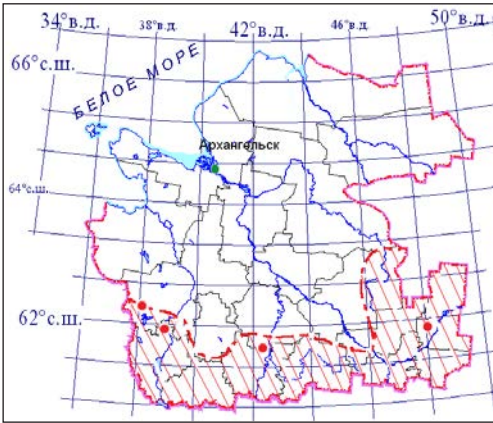 34°в.д.
38°в.д.
42°в.д.
46°в.д.
50°в.д.
66°с.ш.
БЕЛОЕ МОРЕ
Архангельск
64°с.ш.
62°с.ш.